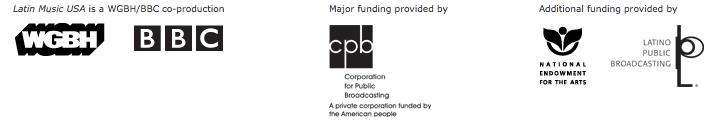 Latin Music USA is a WGBH/BBC co-production
WGBH
BBC
Major funding provided by
cpb
Corporation
for Public
Broadcasting
A private corporation funded by
the American people
Additional funding provided by
NATIONAL
ENDOWMENT
FOR THE ARTS
LATINO
PUBLIC
BROADCASTING
lpb